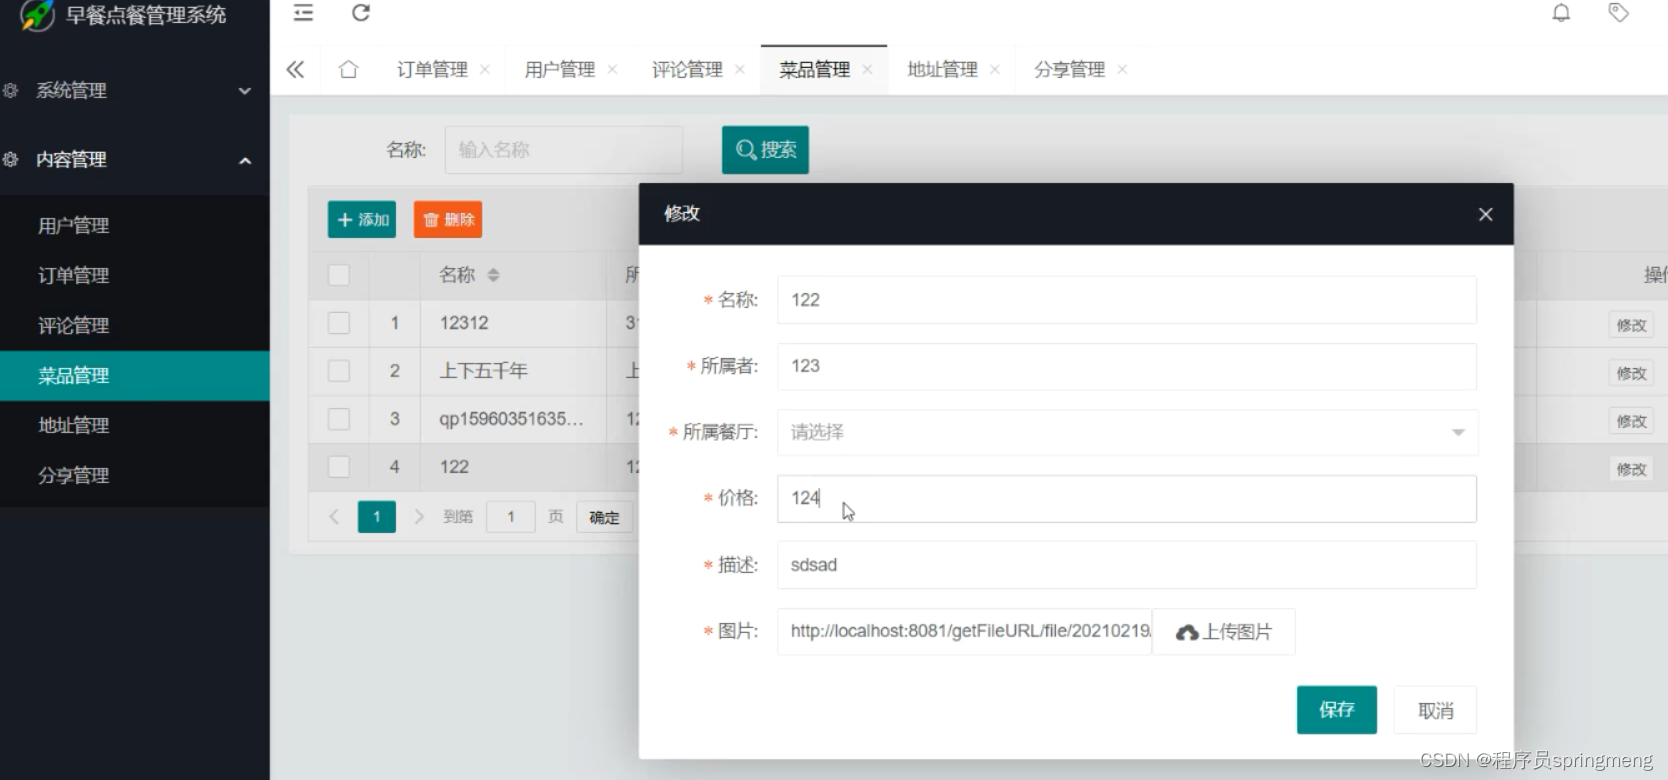 早餐点餐管理系统
系统管理
内容管理
用户管理
订单管理
评论管理
菜品管理
地址管理
分享管理
订单管理 用户管理 评论管理 菜品管理 地址管理 分享管理
名称: 输入名称 搜索
添加 删除
名称
1 12312
2 上下五千年 上
3 qp15960351635...
4 122
1 到第 1 页 确定
修改
修改
修改
修改
修改
* 名称: 122
* 所属者: 123
* 所属餐厅: 请选择
* 价格: 124
* 描述: sdsad
* 图片: http://localhost:8081/getFileURL/file/20210219/ 上传图片
保存 取消
CSDN @程序员springmeng